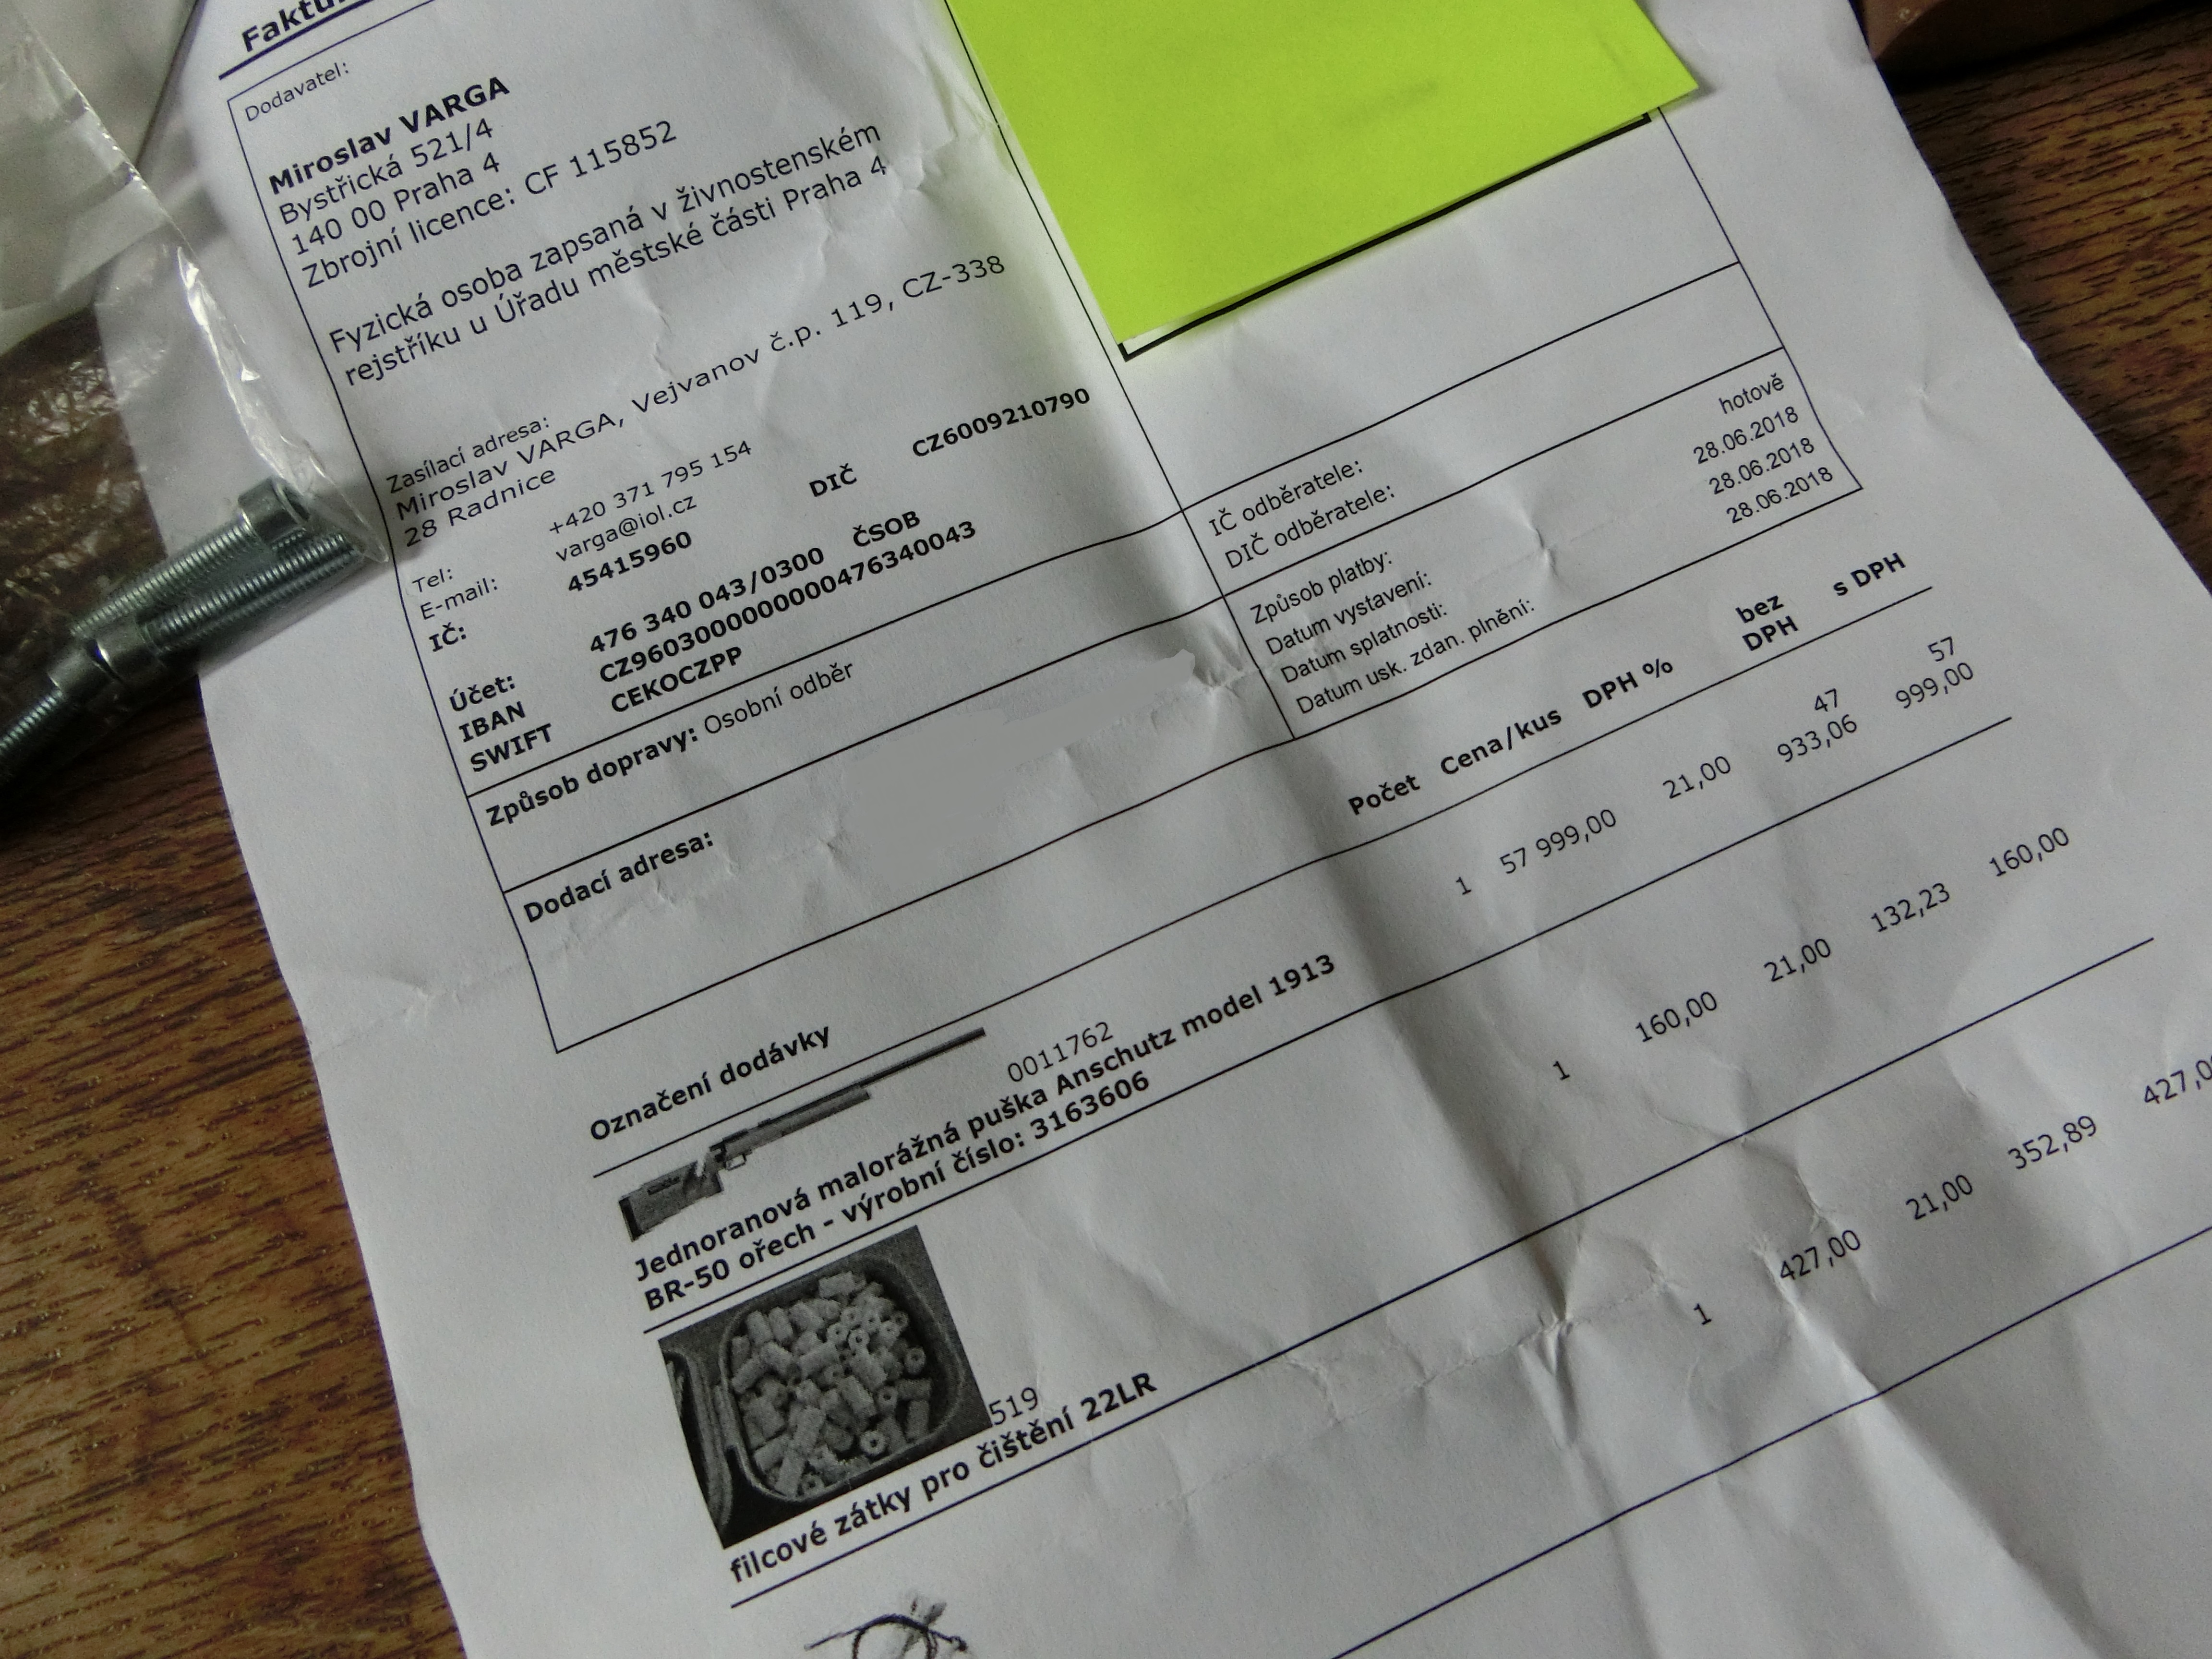 Dodavatel:
Miroslav VARGA
Bystřická 521/4
140 00 Praha 4
Zbrojní licence: CF 115852
Fyzická osoba zapsaná v živnostenském
rejstříku u Úřadu městské části Praha 4
Zasílací adresa:
Miroslav VARGA, Vejvanov č.p. 119, CZ-338
28 Radnice
Tel: +420 371 795 154
E-mail: varga@iol.cz
IČ: 45415960 DIČ CZ6009210790
Účet: 476 340 043/0300 ČSOB
IBAN CZ9603000000000476340043
SWIFT CEKOCZPP
Způsob dopravy: Osobní odběr
Dodací adresa:
IČ odběratele:
DIČ odběratele:
Způsob platby: hotově
Datum vystavení: 28.06.2018
Datum splatnosti: 28.06.2018
Datum usk. zdan. plnění: 28.06.2018
Označení dodávky Počet Cena/kus DPH % bez DPH s DPH
0011762
Jednoranová malorážná puška Anschutz model 1913
BR-50 ořech - výrobní číslo: 3163606
1 57 999,00 21,00 47 933,06 57 999,00
519
filcové zátky pro čištění 22LR
1 160,00 21,00 132,23 160,00
1 427,00 21,00 352,89